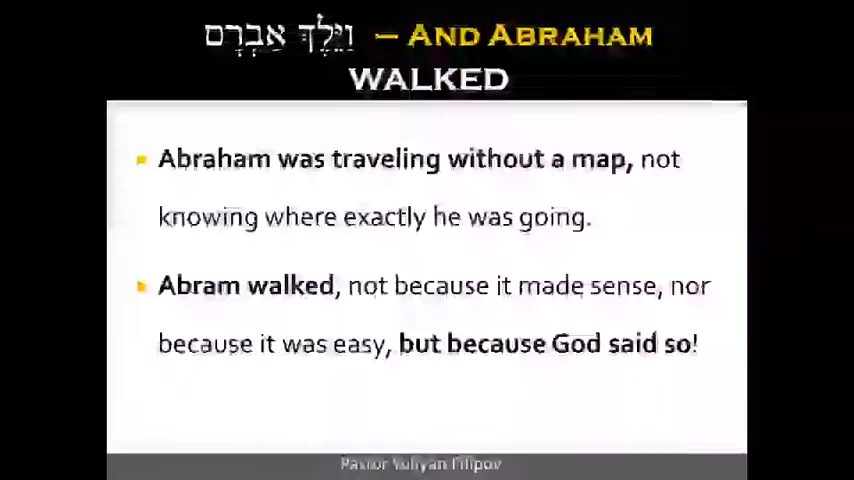 וַיֵּלֶךְ אַבְרָם – AND ABRAHAM
WALKED
Abraham was traveling without a map, not
knowing where exactly he was going.
Abram walked, not because it made sense, nor
because it was easy, but because God said so!
Pastor Yuliyan Filipov